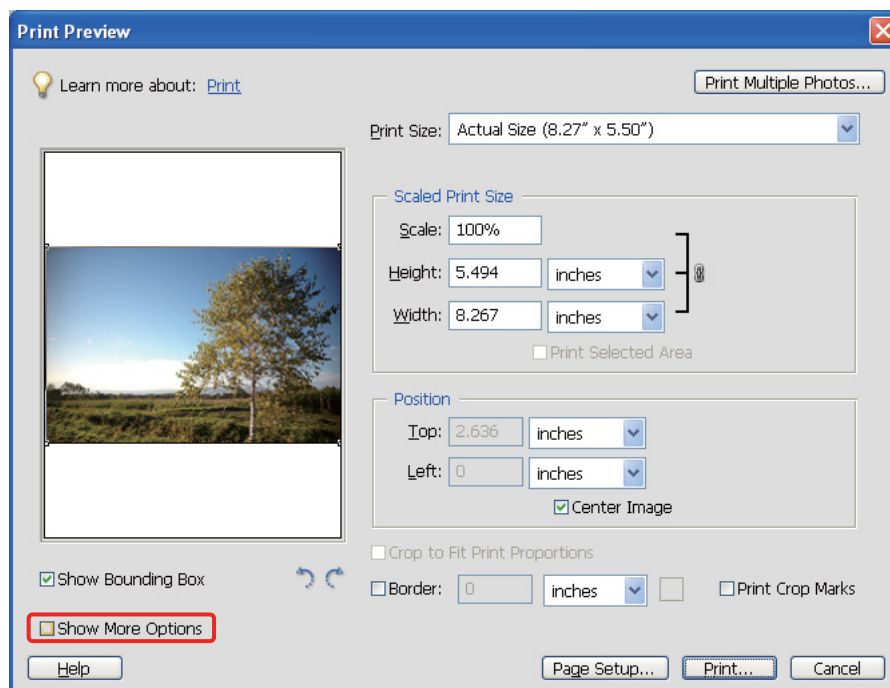 Print Preview
Learn more about: Print
Print Multiple Photos...
Print Size: Actual Size (8.27" x 5.50")
Scaled Print Size
Scale: 100%
Height: 5.494 inches
Width: 8.267 inches
Print Selected Area
Position
Top: 2.636 inches
Left: 0 inches
Center Image
Crop to Fit Print Proportions
Show Bounding Box
Border: 0 inches Print Crop Marks
Show More Options
Help Page Setup... Print... Cancel